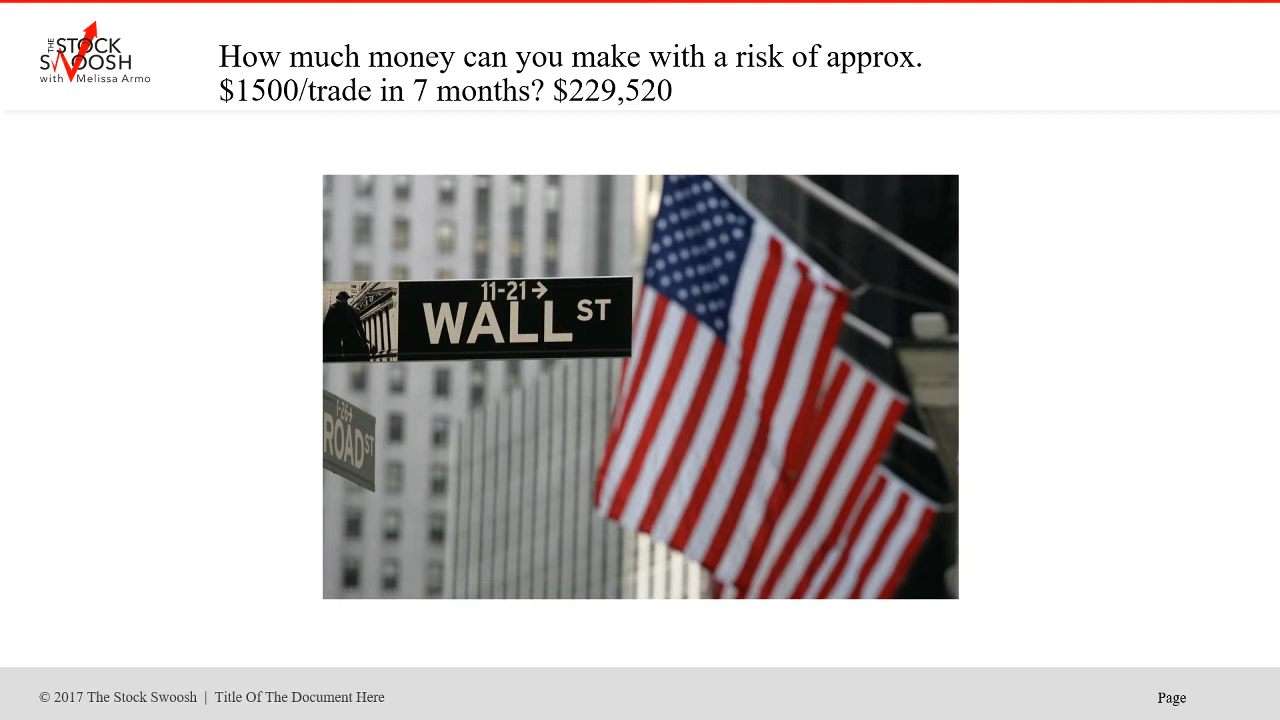 THE STOCK
SWOOSH
with Melissa Armo
How much money can you make with a risk of approx.
$1500/trade in 7 months? $229,520
11-21→
WALL ST
1-26→
ROAD ST
© 2017 The Stock Swoosh | Title Of The Document Here
Page